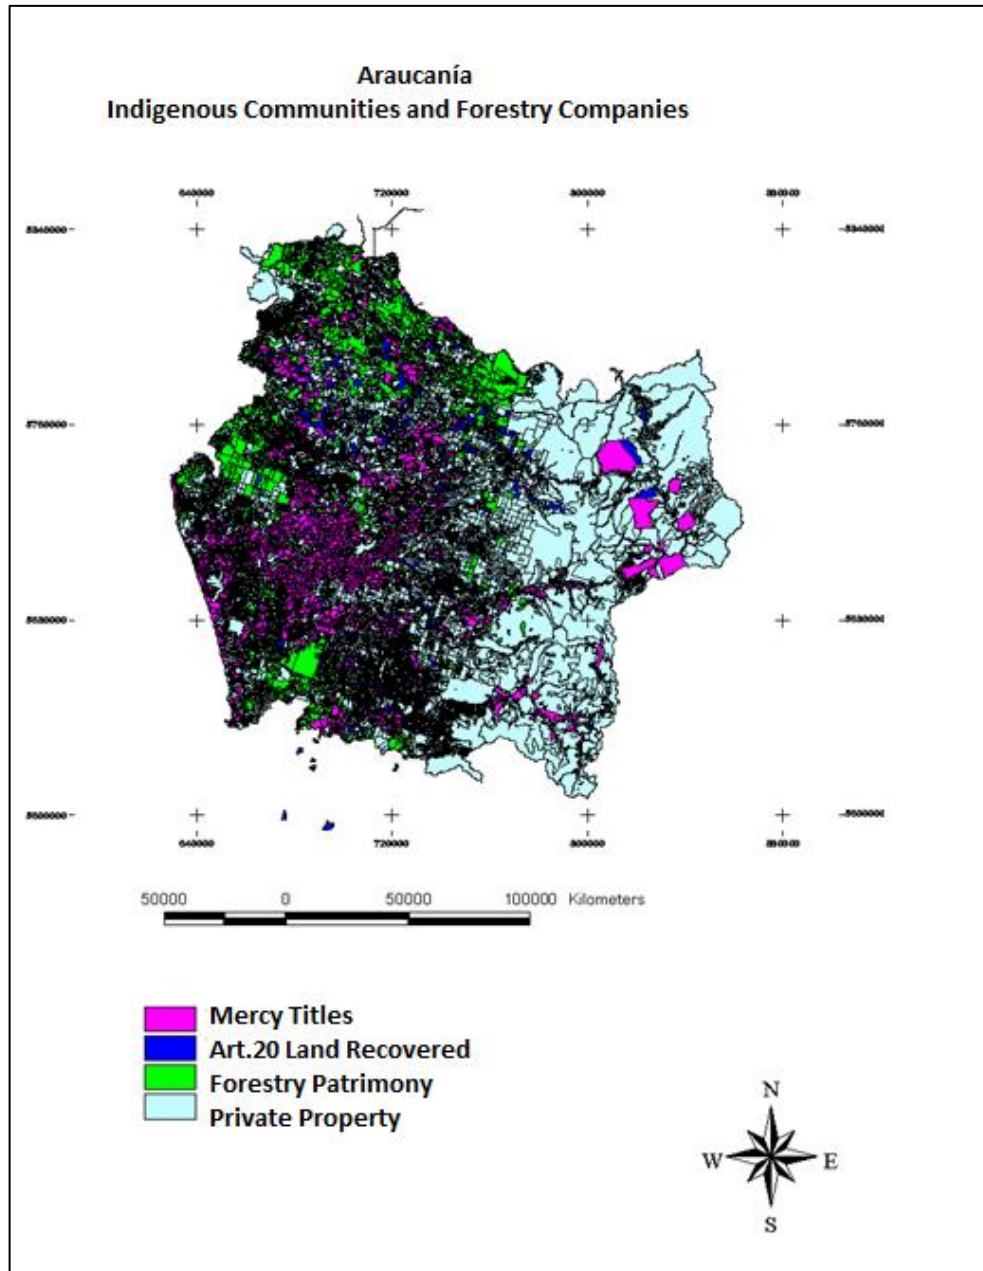 Araucanía
Indigenous Communities and Forestry Companies
640000 720000 800000 880000
5840000 5840000
5760000 5760000
5680000 5680000
5600000 5600000
640000 720000 800000 880000
50000 0 50000 100000 Kilometers
Mercy Titles
Art.20 Land Recovered
Forestry Patrimony
Private Property
N
W E
S